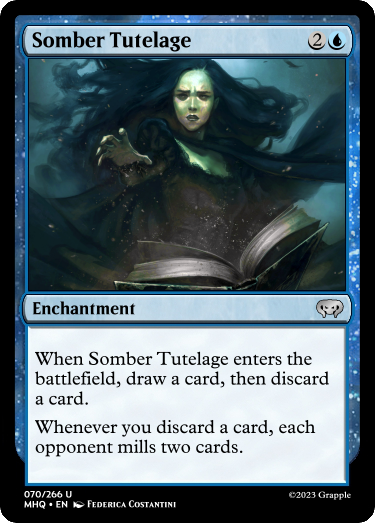 Somber Tutelage 2
Enchantment
When Somber Tutelage enters the
battlefield, draw a card, then discard
a card.
Whenever you discard a card, each
opponent mills two cards.
070/266 U
MHQ • EN Federica Costantini
©2023 Grapple